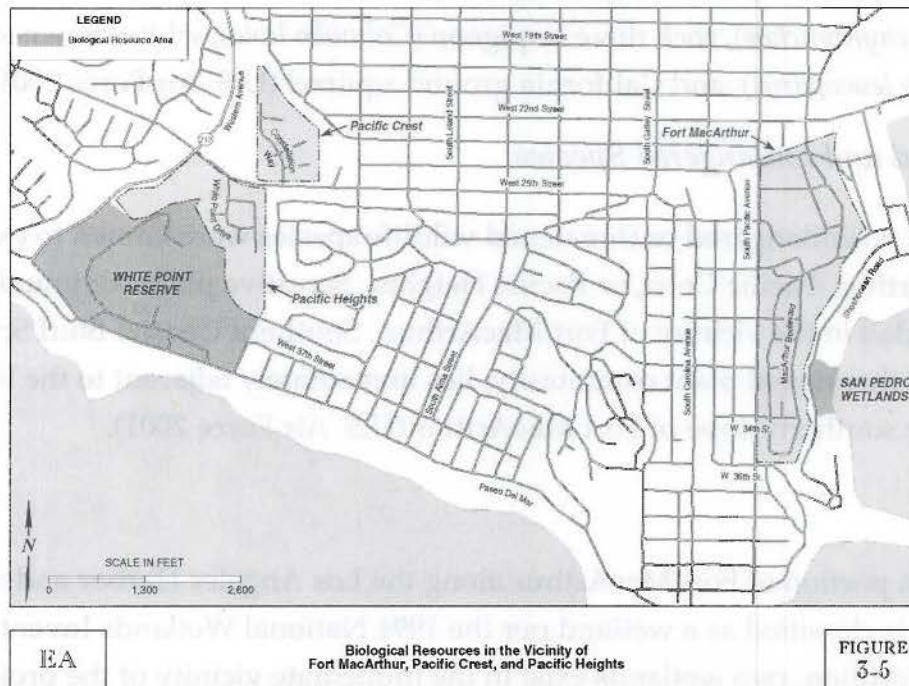 LEGEND
Biological Resource Area
West 19th Street
Western Avenue
213
South Leland Street
West 22nd Street
South Gaffey Street
Fort MacArthur
Pacific Crest
West 25th Street
South Pacific Avenue
Shoshonean Road
WHITE POINT
RESERVE
Pacific Heights
West 37th Street
South Alma Street
South Carolina Avenue
MacArthur Boulevard
SAN PEDRO
WETLANDS
W. 34th St.
W. 36th St.
Paseo Del Mar
N
SCALE IN FEET
0 1,300 2,600
EA
Biological Resources in the Vicinity of
Fort MacArthur, Pacific Crest, and Pacific Heights
FIGURE
3-5